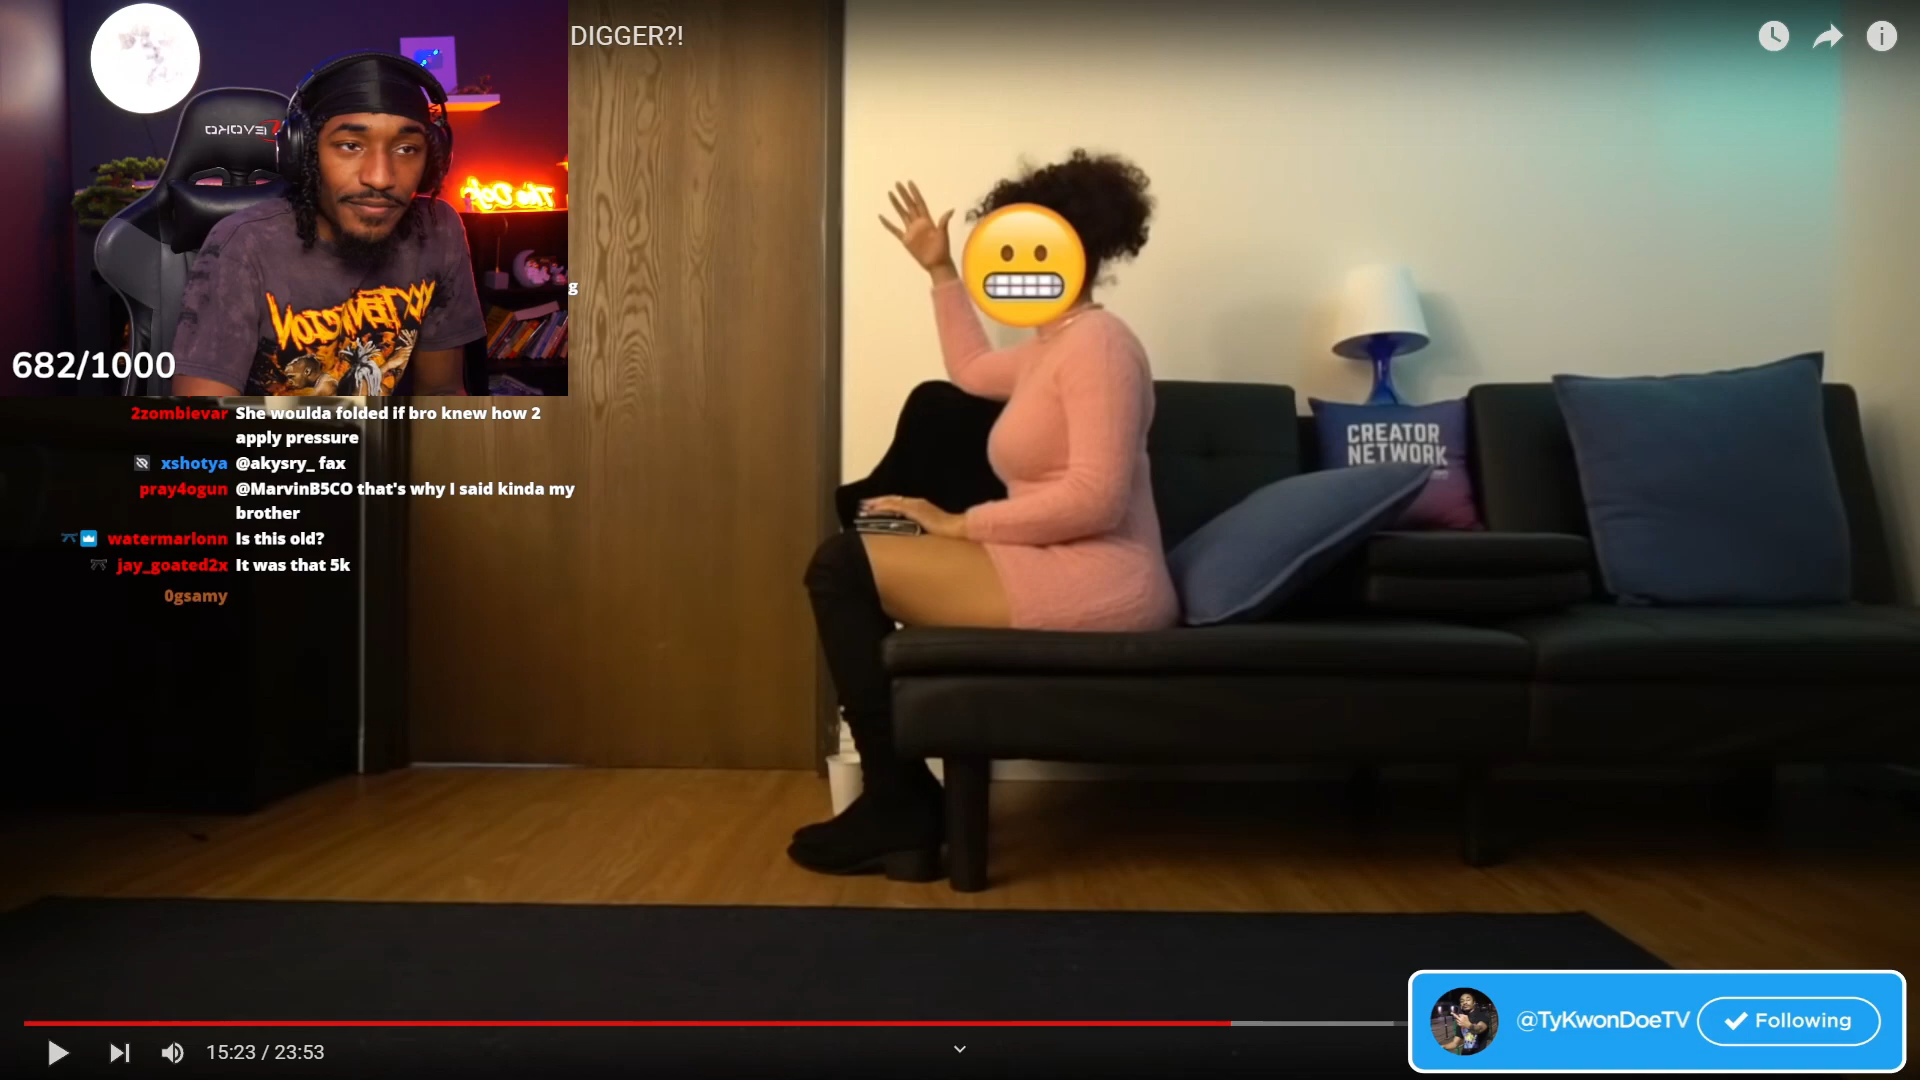 DIGGER?!
682/1000
g
2zombievar She woulda folded if bro knew how 2
apply pressure
xshotya @akysry_ fax
pray4ogun @MarvinB5CO that's why I said kinda my
brother
watermarlonn Is this old?
jay_goated2x It was that 5k
0gsamy
CREATOR
NETWORK
@TyKwonDoeTV Following
15:23 / 23:53